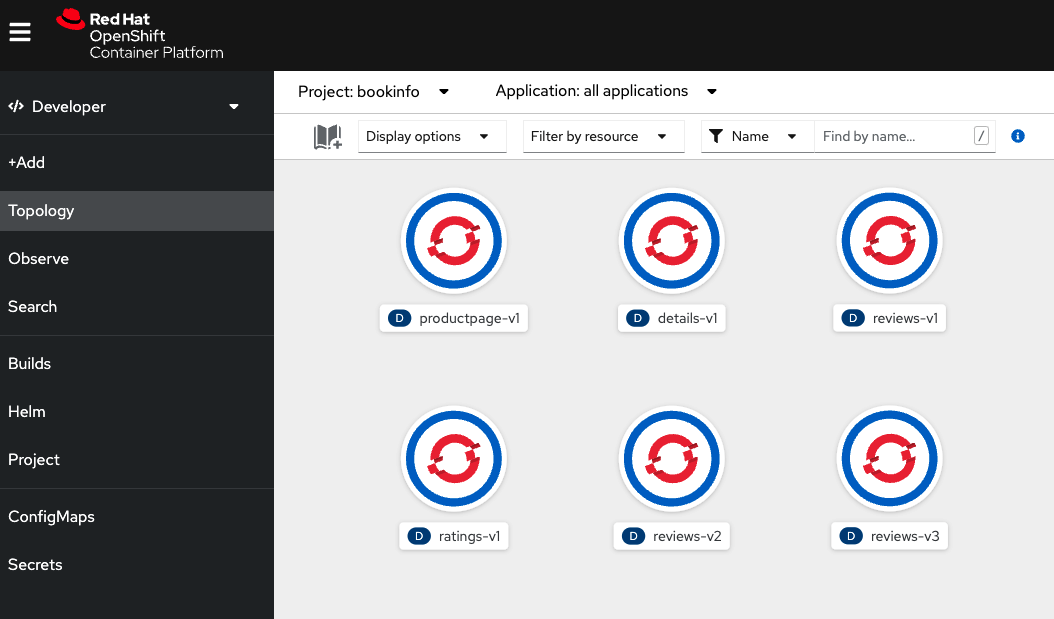 Red Hat
OpenShift
Container Platform
Developer
+Add
Topology
Observe
Search
Builds
Helm
Project
ConfigMaps
Secrets
Project: bookinfo
Application: all applications
Display options
Filter by resource
Name
Find by name...
/
i
D productpage-v1
D details-v1
D reviews-v1
D ratings-v1
D reviews-v2
D reviews-v3